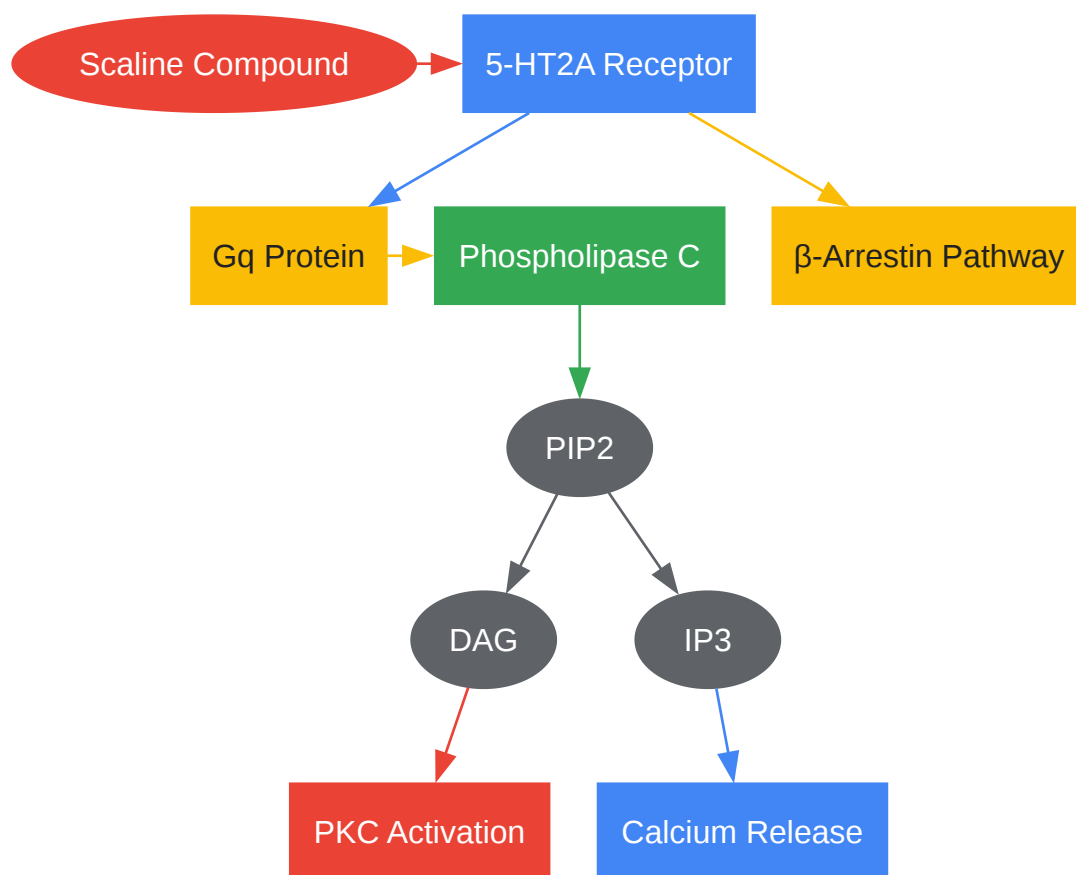 Scaline Compound
5-HT2A Receptor
Gq Protein
Phospholipase C
β-Arrestin Pathway
PIP2
DAG
IP3
PKC Activation
Calcium Release